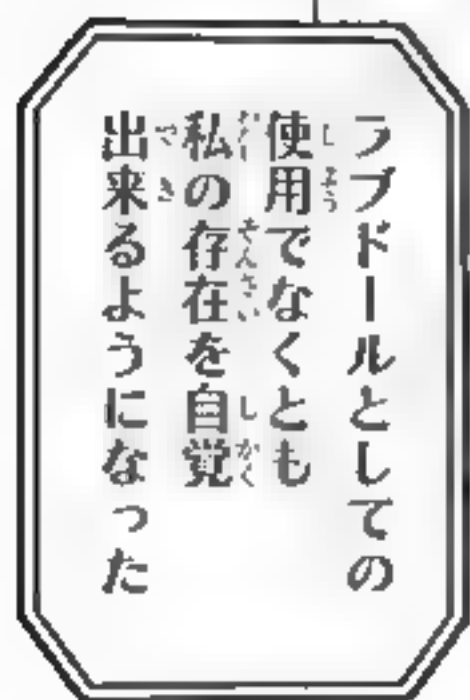 ラブドールとしての
使用でなくとも
私の存在を自覚
出来るようになった